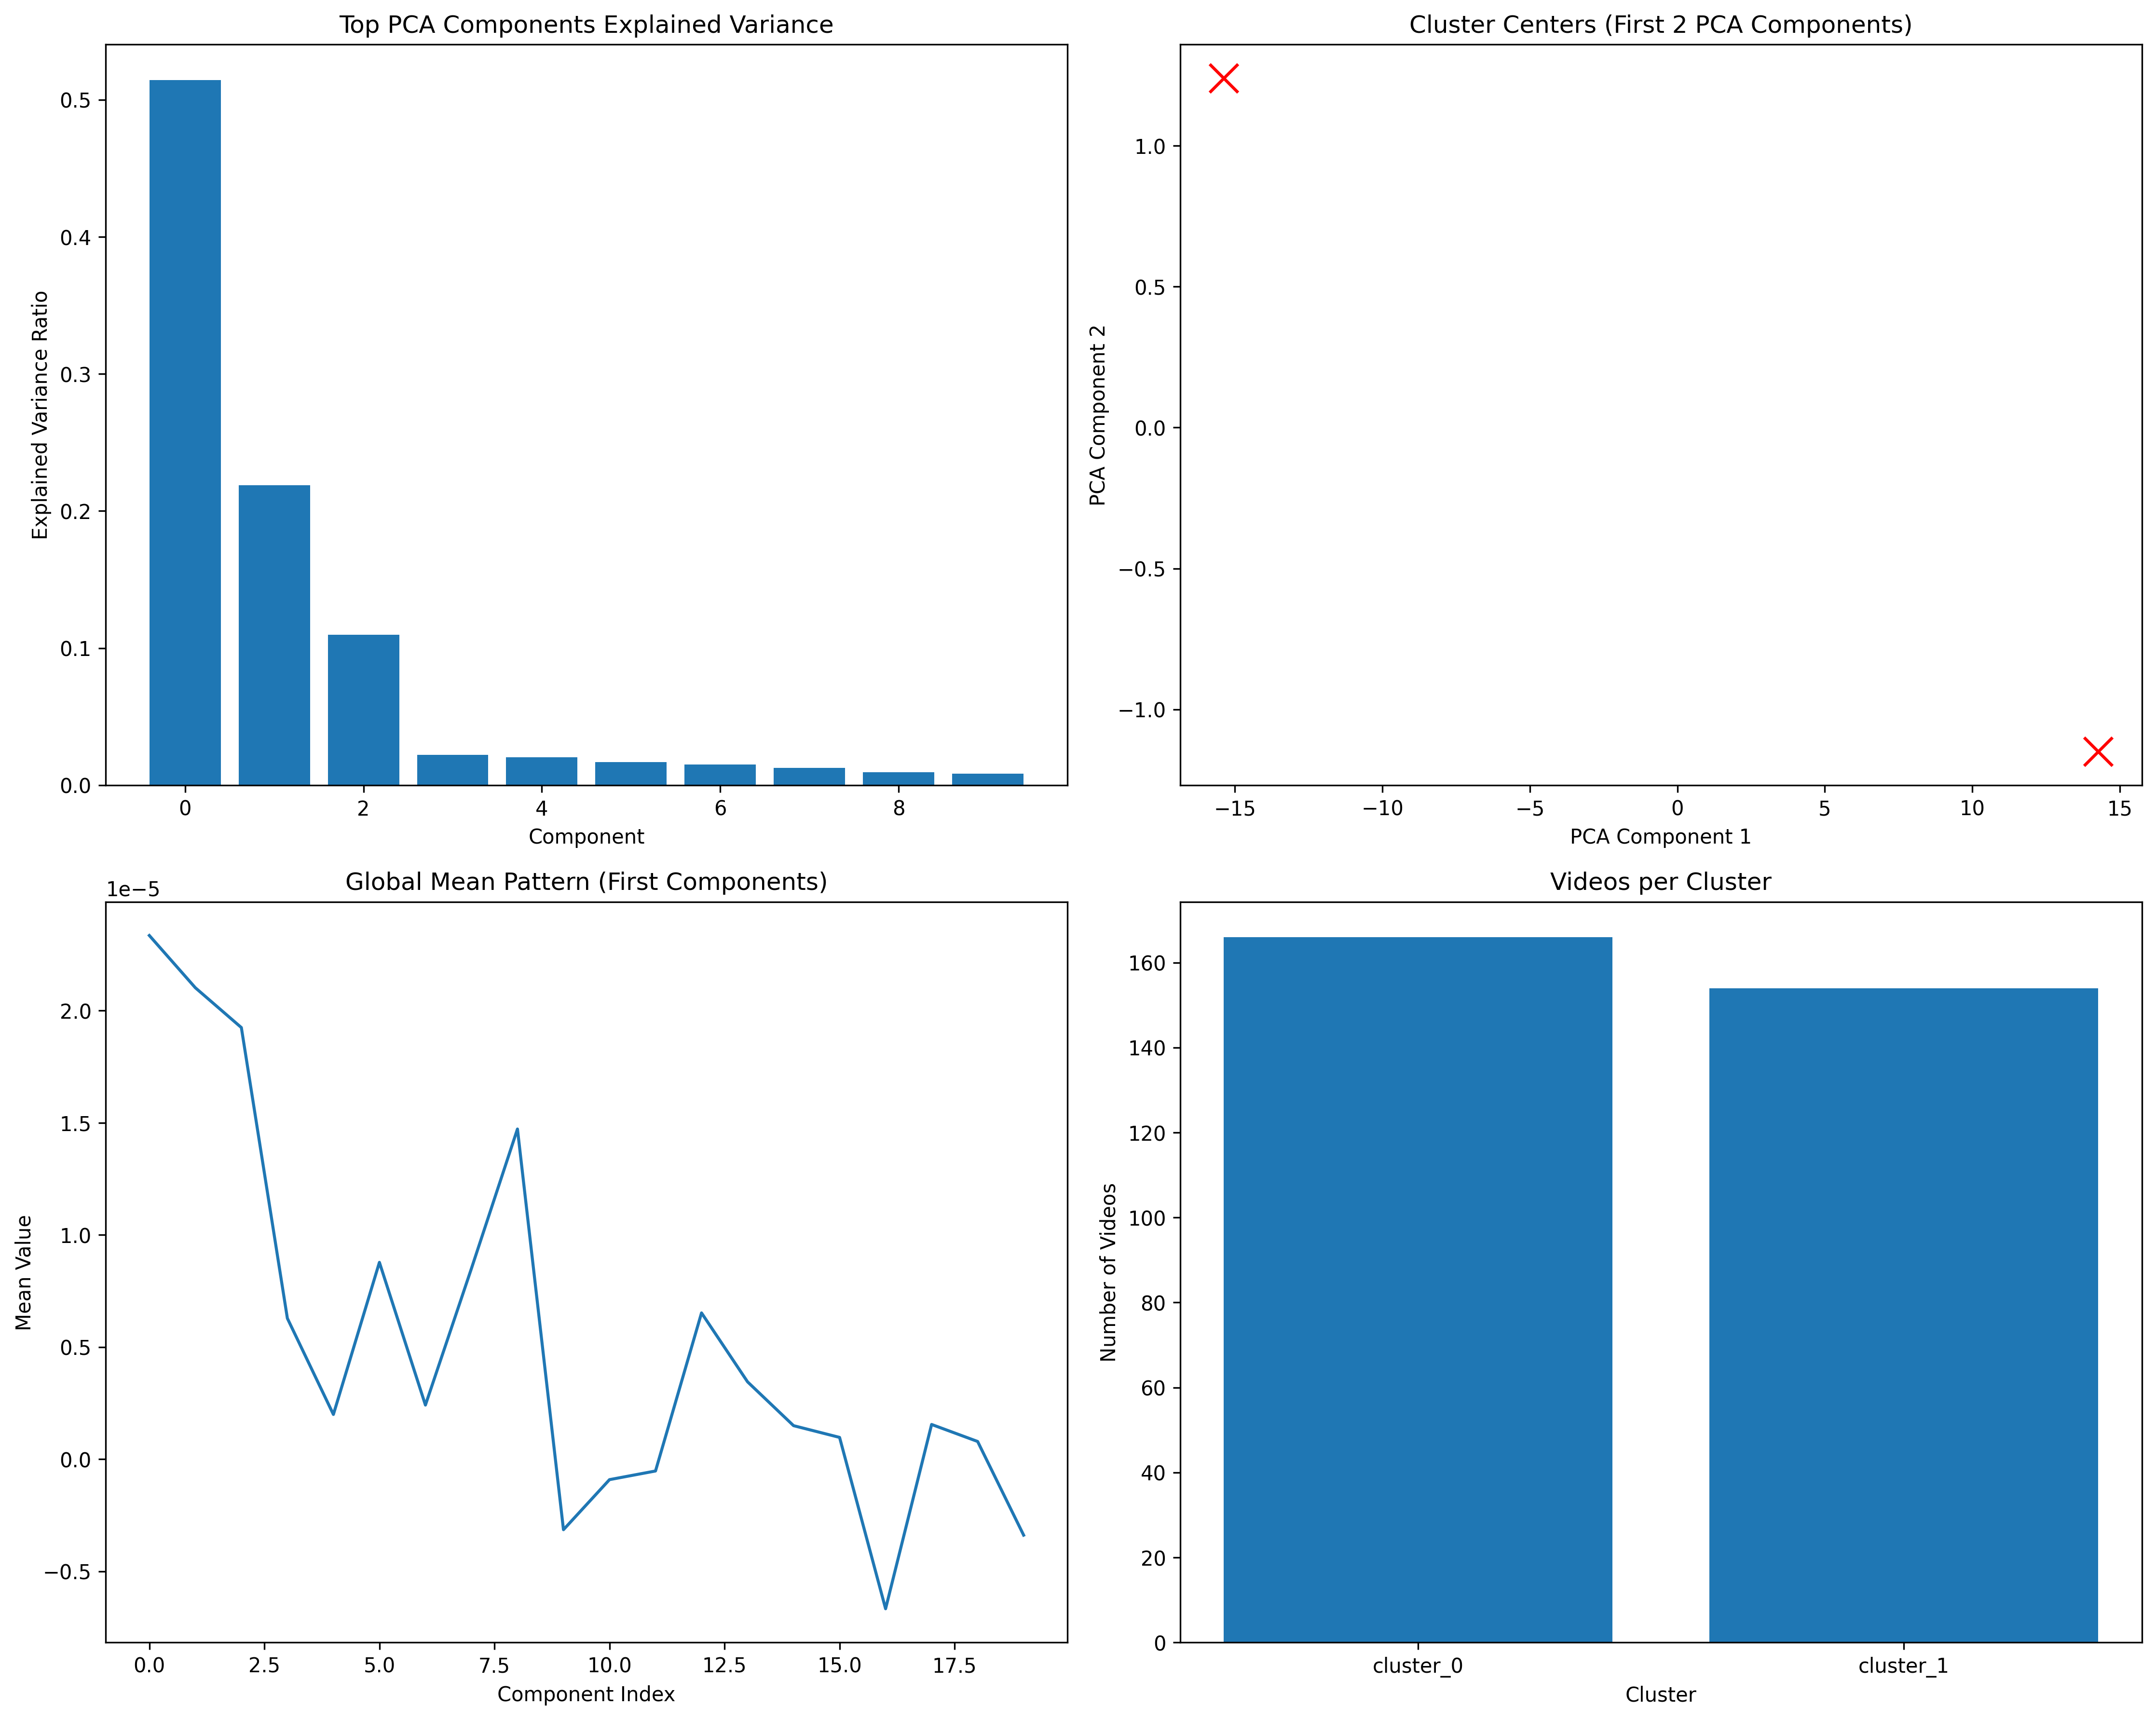 Top PCA Components Explained Variance
Explained Variance Ratio
0.5
0.4
0.3
0.2
0.1
0.0
0 2 4 6 8
Component
Cluster Centers (First 2 PCA Components)
PCA Component 2
1.0
0.5
0.0
−0.5
−1.0
−15 −10 −5 0 5 10 15
PCA Component 1
Global Mean Pattern (First Components)
1e−5
Mean Value
2.0
1.5
1.0
0.5
0.0
−0.5
0.0 2.5 5.0 7.5 10.0 12.5 15.0 17.5
Component Index
Videos per Cluster
Number of Videos
160
140
120
100
80
60
40
20
0
cluster_0 cluster_1
Cluster